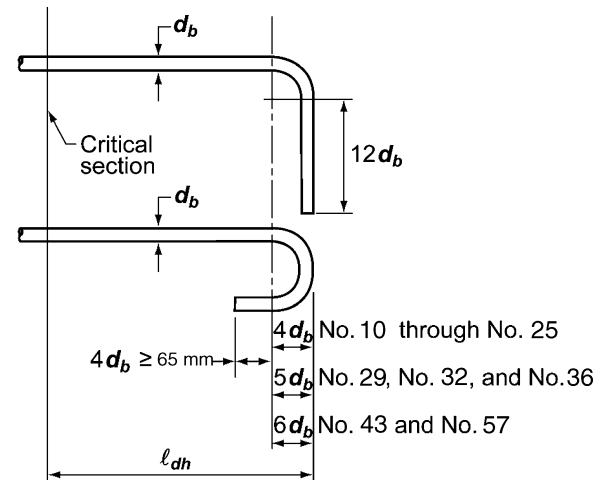 d_b
Critical
section
12d_b
d_b
4d_b No. 10 through No. 25
4d_b ≥ 65 mm
5d_b No. 29, No. 32, and No.36
6d_b No. 43 and No. 57
ℓ_dh